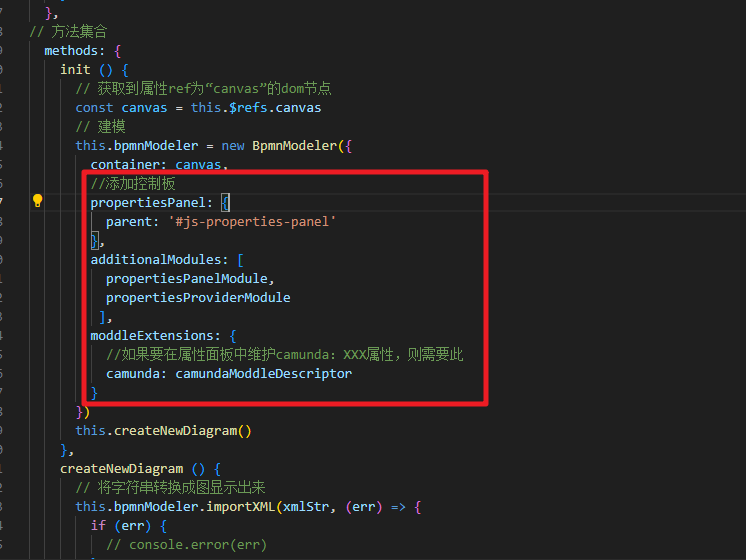 },
// 方法集合
methods: {
init () {
// 获取到属性ref为“canvas”的dom节点
const canvas = this.$refs.canvas
// 建模
this.bpmnModeler = new BpmnModeler({
container: canvas,
//添加控制板
propertiesPanel: {
parent: '#js-properties-panel'
},
additionalModules: [
propertiesPanelModule,
propertiesProviderModule
],
moddleExtensions: {
//如果要在属性面板中维护camunda：XXX属性，则需要此
camunda: camundaModdleDescriptor
}
})
this.createNewDiagram()
},
createNewDiagram () {
// 将字符串转换成图显示出来
this.bpmnModeler.importXML(xmlStr, (err) => {
if (err) {
// console.error(err)